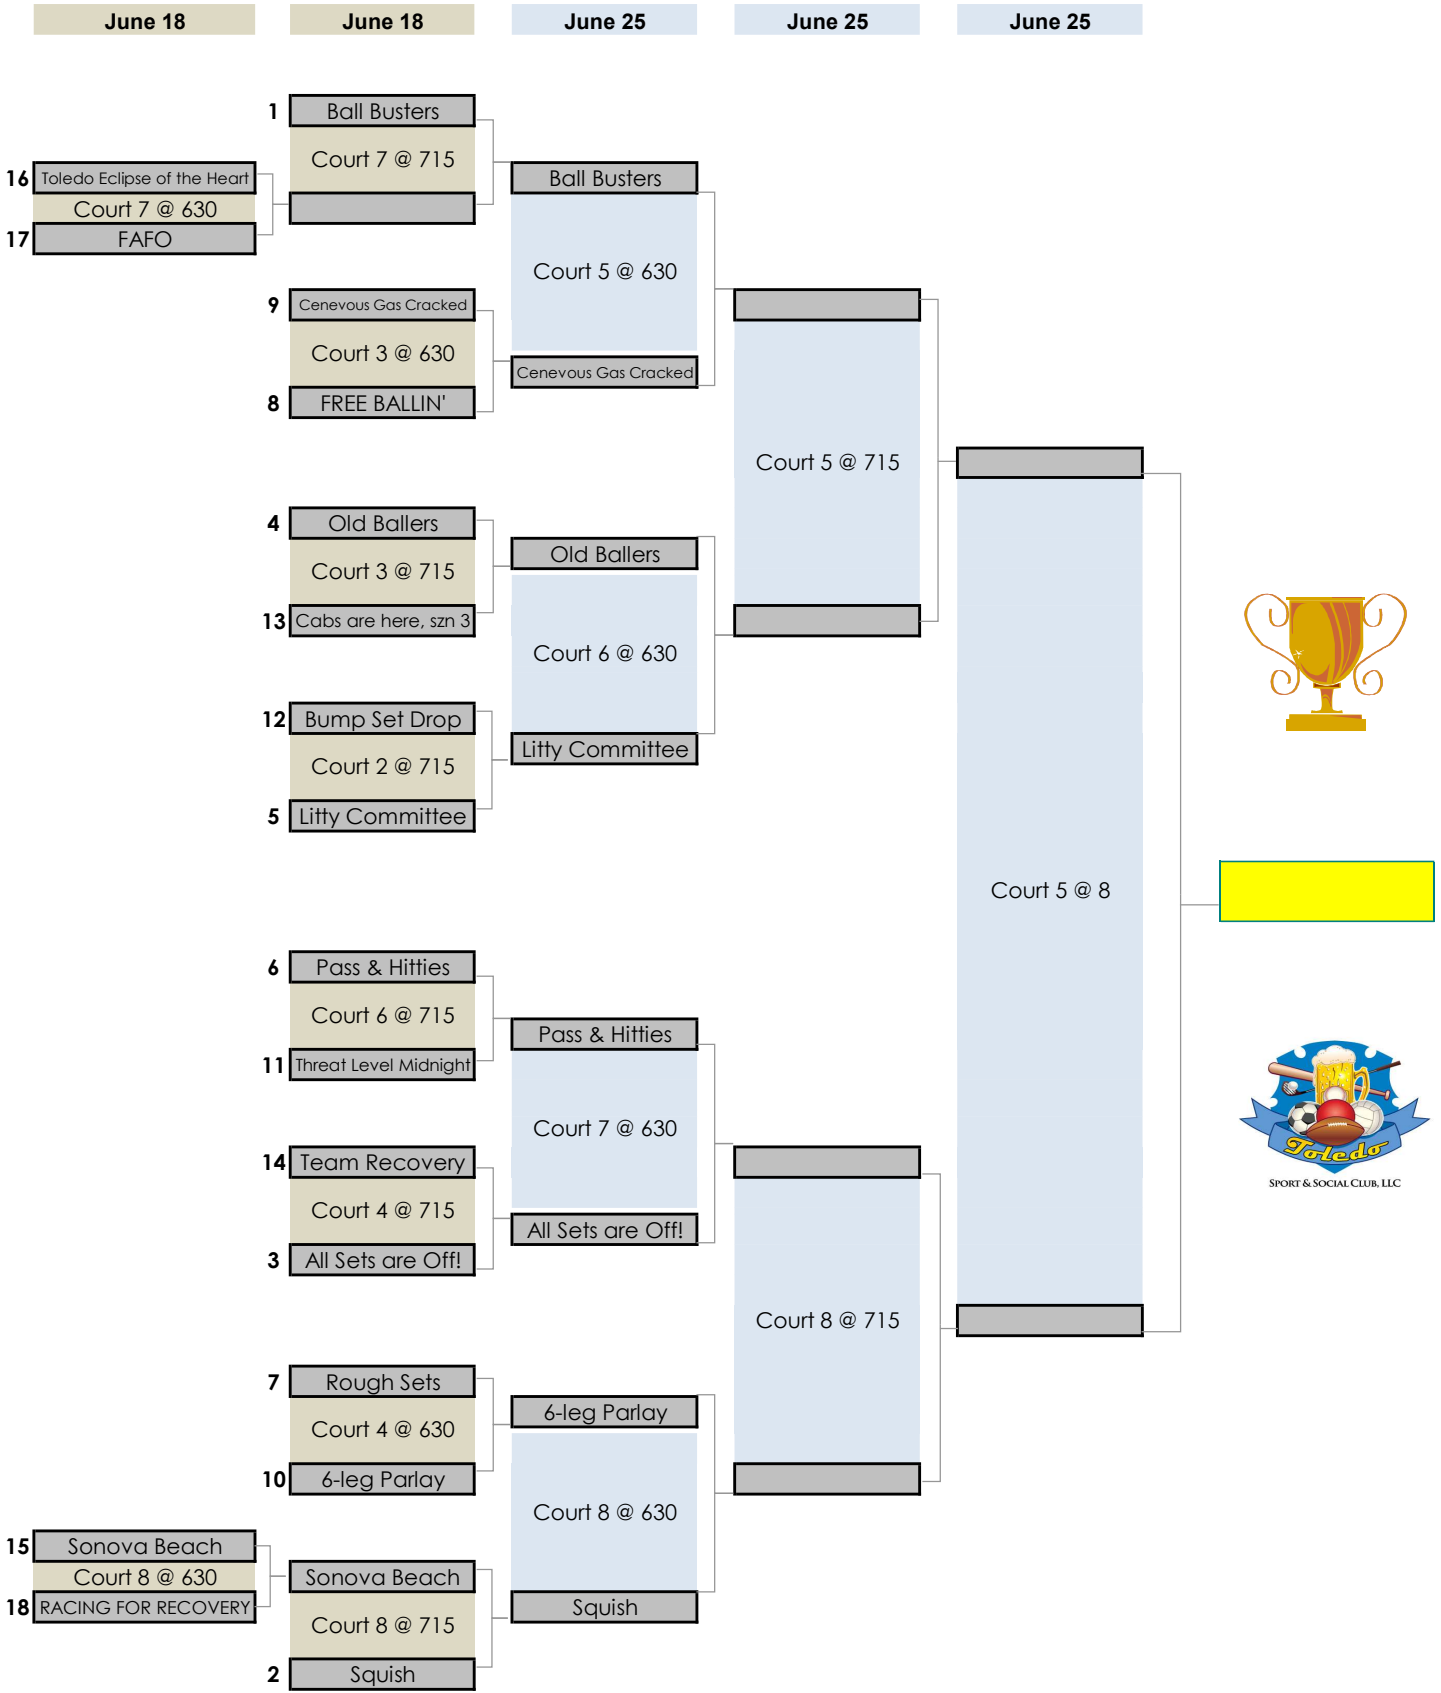 June 18
June 18
June 25
June 25
June 25
1
Ball Busters
Court 7 @ 715
16
Toledo Eclipse of the Heart
Court 7 @ 630
17
FAFO
Ball Busters
Court 5 @ 630
9
Cenevous Gas Cracked
Court 3 @ 630
8
FREE BALLIN'
Cenevous Gas Cracked
Court 5 @ 715
4
Old Ballers
Court 3 @ 715
13
Cabs are here, szn 3
Old Ballers
Court 6 @ 630
12
Bump Set Drop
Court 2 @ 715
5
Litty Committee
Litty Committee
Court 5 @ 8
6
Pass & Hitties
Court 6 @ 715
11
Threat Level Midnight
Pass & Hitties
Court 7 @ 630
14
Team Recovery
Court 4 @ 715
3
All Sets are Off!
All Sets are Off!
Toledo
SPORT & SOCIAL CLUB, LLC
Court 8 @ 715
7
Rough Sets
Court 4 @ 630
10
6-leg Parlay
6-leg Parlay
Court 8 @ 630
15
Sonova Beach
Court 8 @ 630
18
RACING FOR RECOVERY
Sonova Beach
Court 8 @ 715
2
Squish
Squish